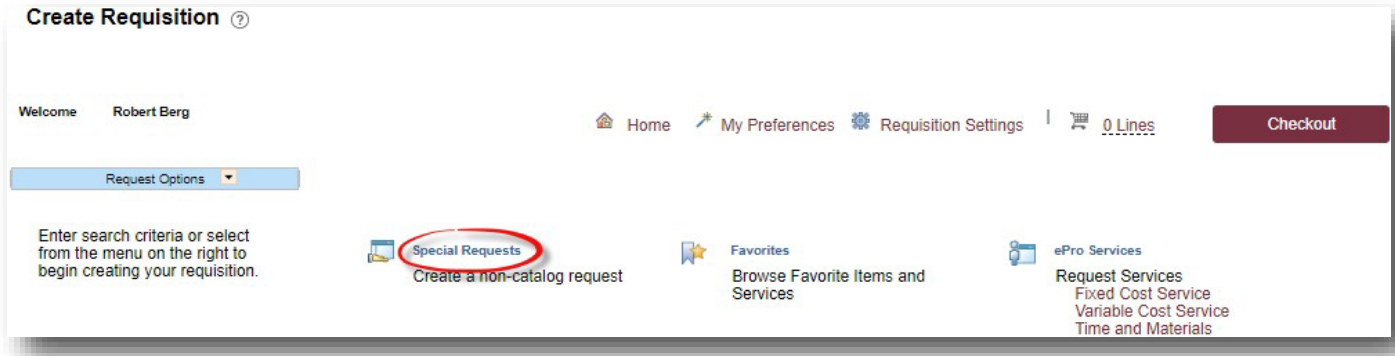 Create Requisition ?
Welcome Robert Berg
Home My Preferences Requisition Settings | 0 Lines Checkout
Request Options
Enter search criteria or select
from the menu on the right to
begin creating your requisition.
Special Requests
Create a non-catalog request
Favorites
Browse Favorite Items and
Services
ePro Services
Request Services
Fixed Cost Service
Variable Cost Service
Time and Materials